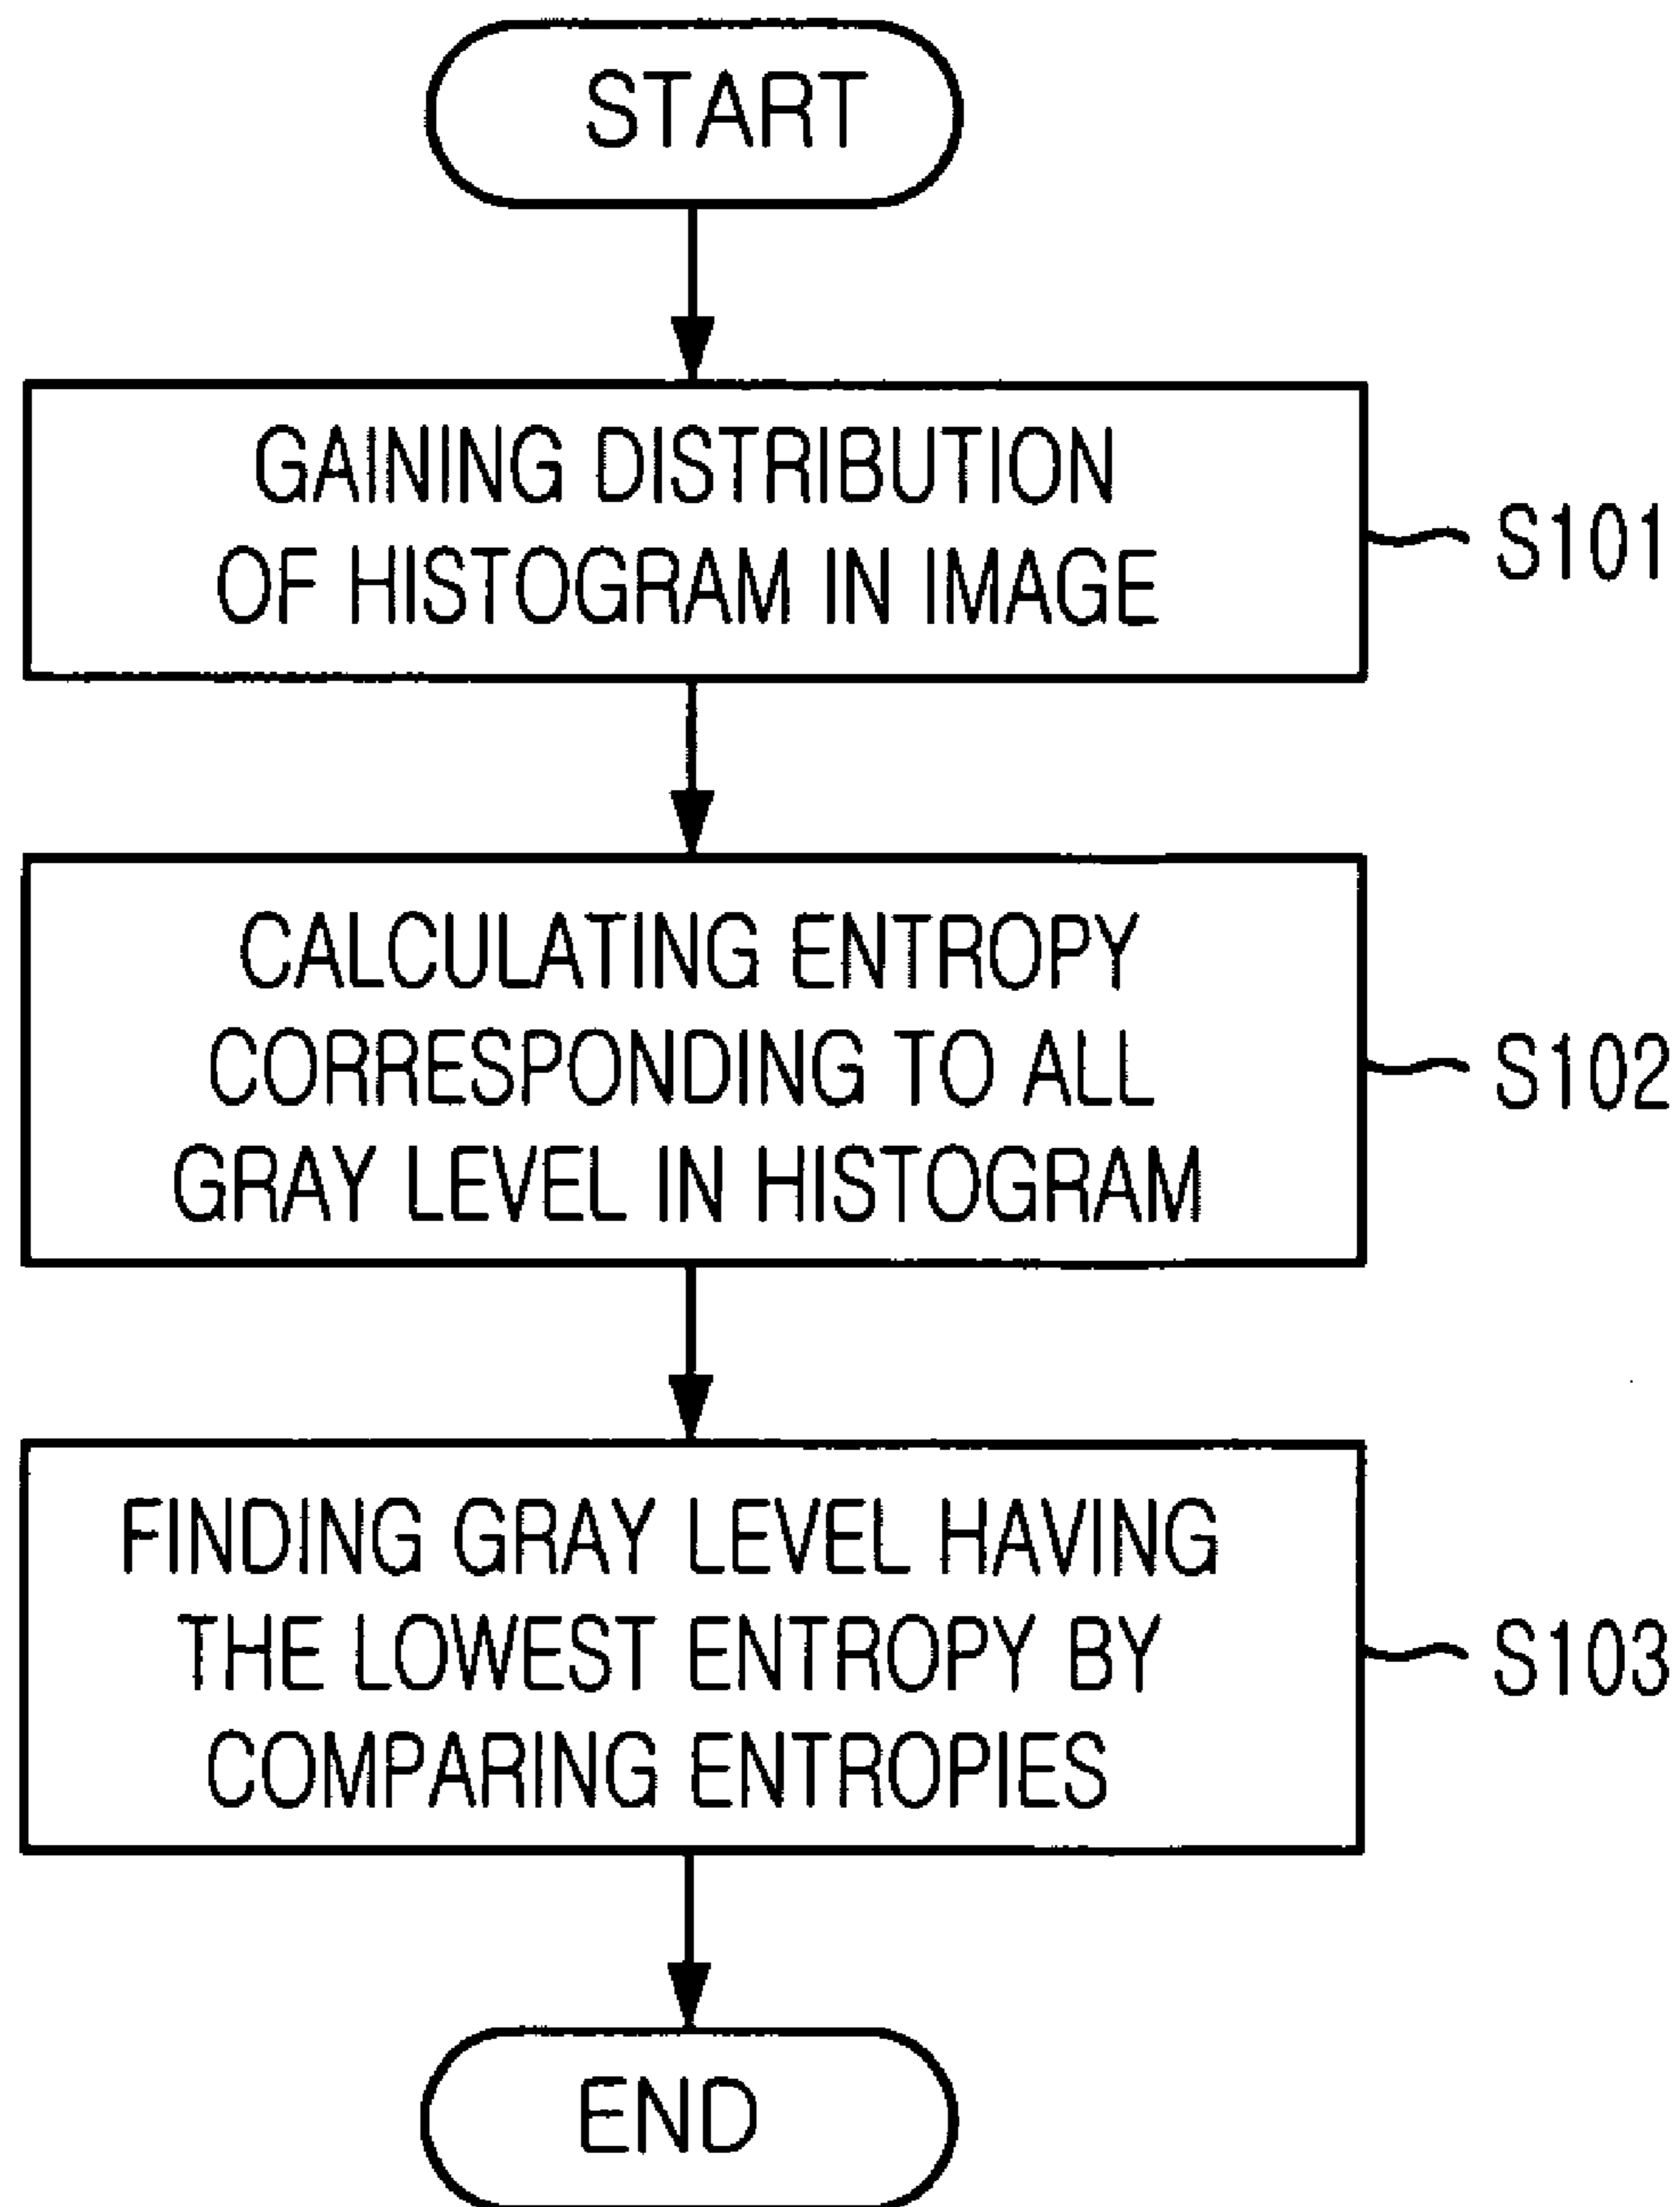 START
GAINING DISTRIBUTION
OF HISTOGRAM IN IMAGE
S101
CALCULATING ENTROPY
CORRESPONDING TO ALL
GRAY LEVEL IN HISTOGRAM
S102
FINDING GRAY LEVEL HAVING
THE LOWEST ENTROPY BY
COMPARING ENTROPIES
S103
END